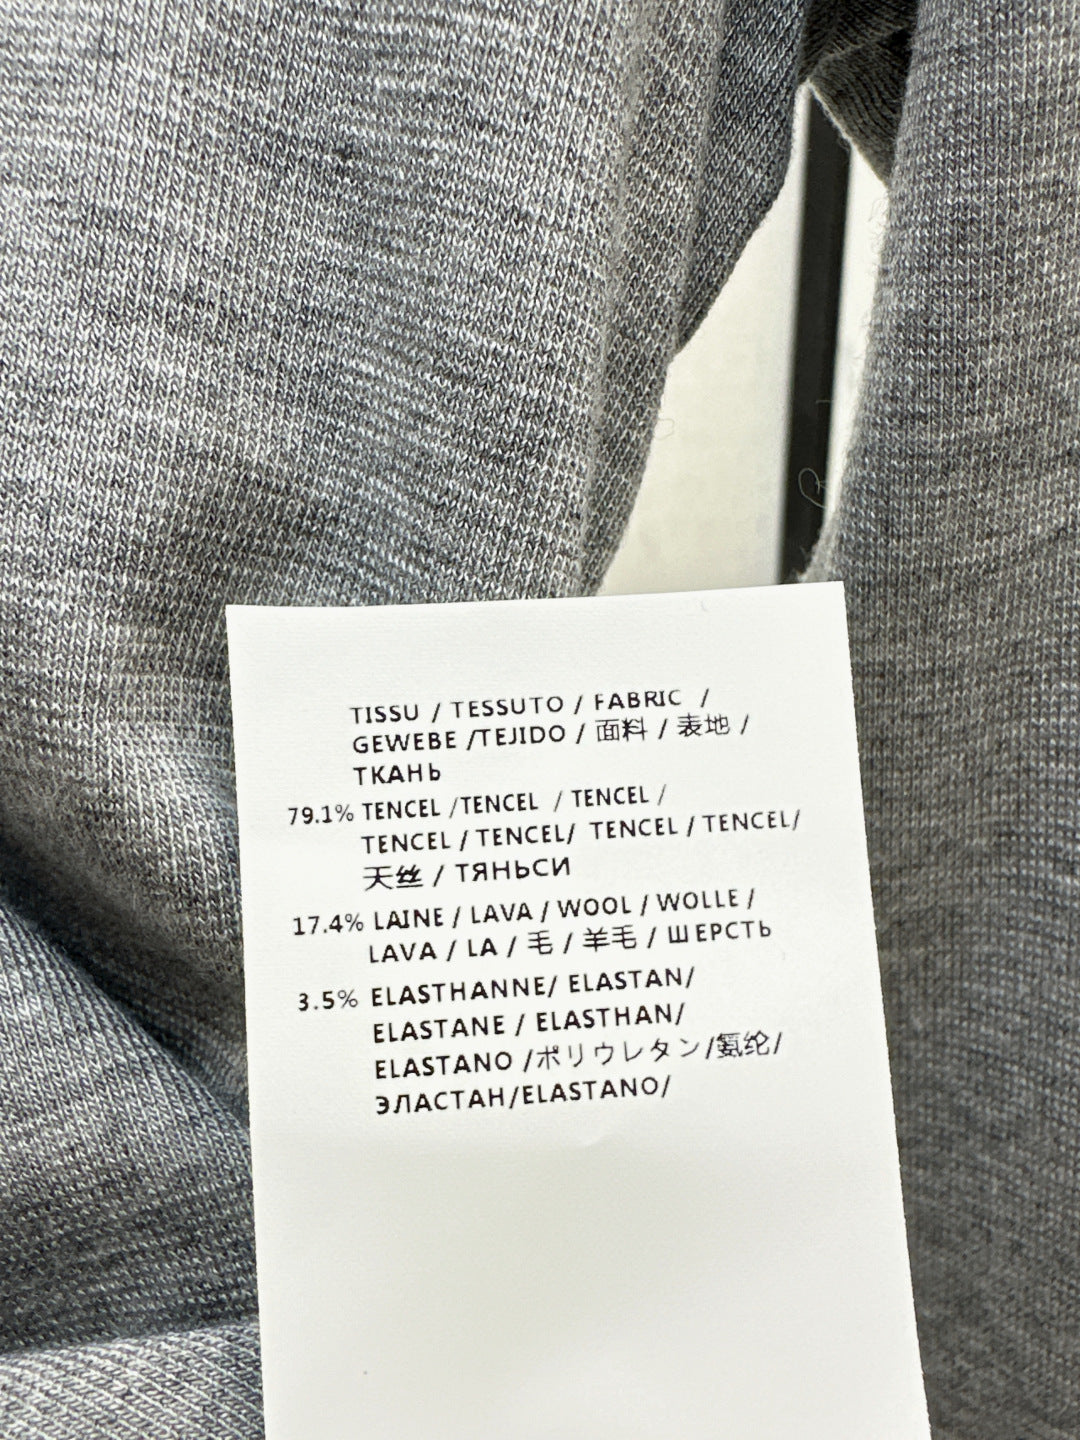 TISSU / TESSUTO / FABRIC /
GEWEBE /TEJIDO / 面料 / 表地 /
ТКАНЬ
79.1% TENCEL /TENCEL / TENCEL /
TENCEL / TENCEL/ TENCEL / TENCEL/
天丝 / ТЯНЬСИ
17.4% LAINE / LAVA / WOOL / WOLLE /
LAVA / LA / 毛 / 羊毛 / ШЕРСТЬ
3.5% ELASTHANNE/ ELASTAN/
ELASTANE / ELASTHAN/
ELASTANO /ポリウレタン/氨纶/
ЭЛАСТАН/ELASTANO/